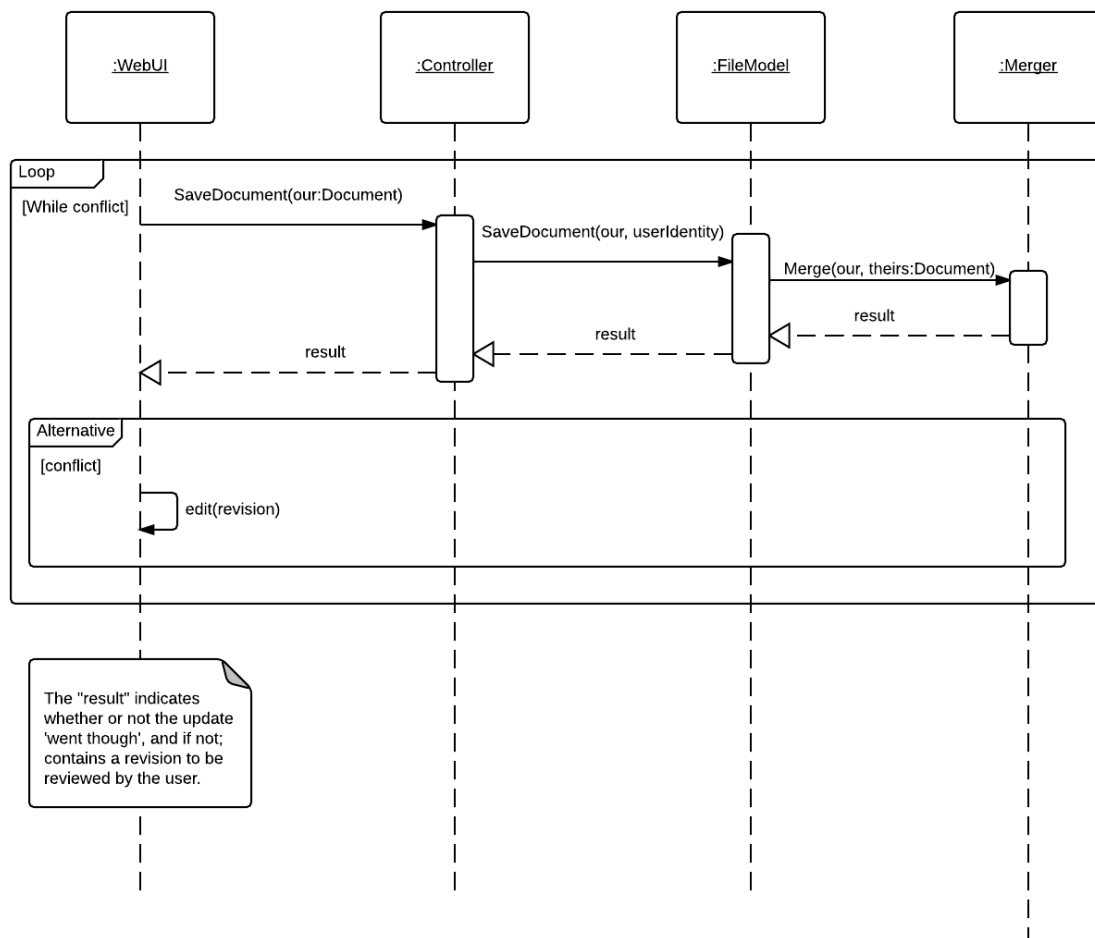 :WebUI
:Controller
:FileModel
:Merger
Loop
[While conflict]
SaveDocument(our:Document)
SaveDocument(our, userIdentity)
Merge(our, theirs:Document)
result
result
result
Alternative
[conflict]
edit(revision)
The "result" indicates
whether or not the update
'went though', and if not;
contains a revision to be
reviewed by the user.